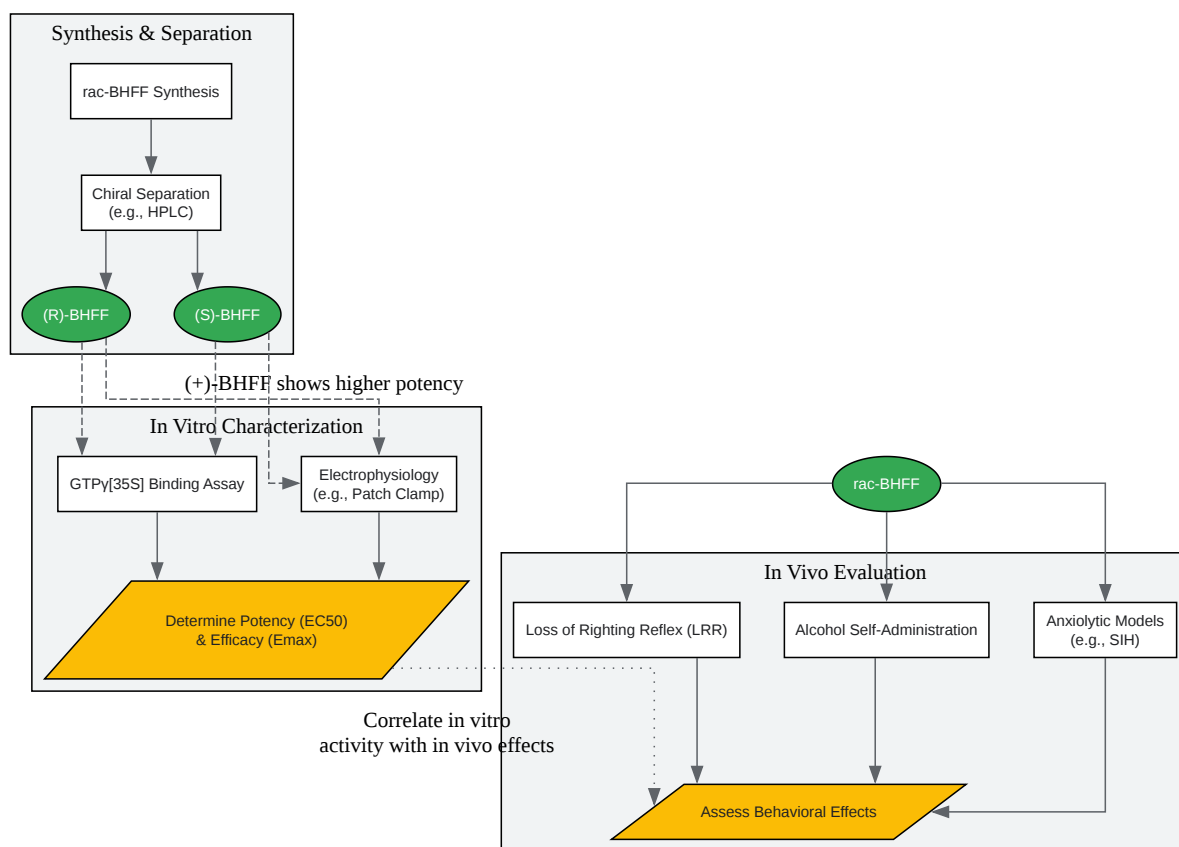 Synthesis & Separation
rac-BHFF Synthesis
Chiral Separation
(e.g., HPLC)
(R)-BHFF
(S)-BHFF
(+)-BHFF shows higher potency
In Vitro Characterization
GTPγ[35S] Binding Assay
Electrophysiology
(e.g., Patch Clamp)
Determine Potency (EC50)
& Efficacy (Emax)
Correlate in vitro
activity with in vivo effects
rac-BHFF
In Vivo Evaluation
Loss of Righting Reflex (LRR)
Alcohol Self-Administration
Anxiolytic Models
(e.g., SIH)
Assess Behavioral Effects